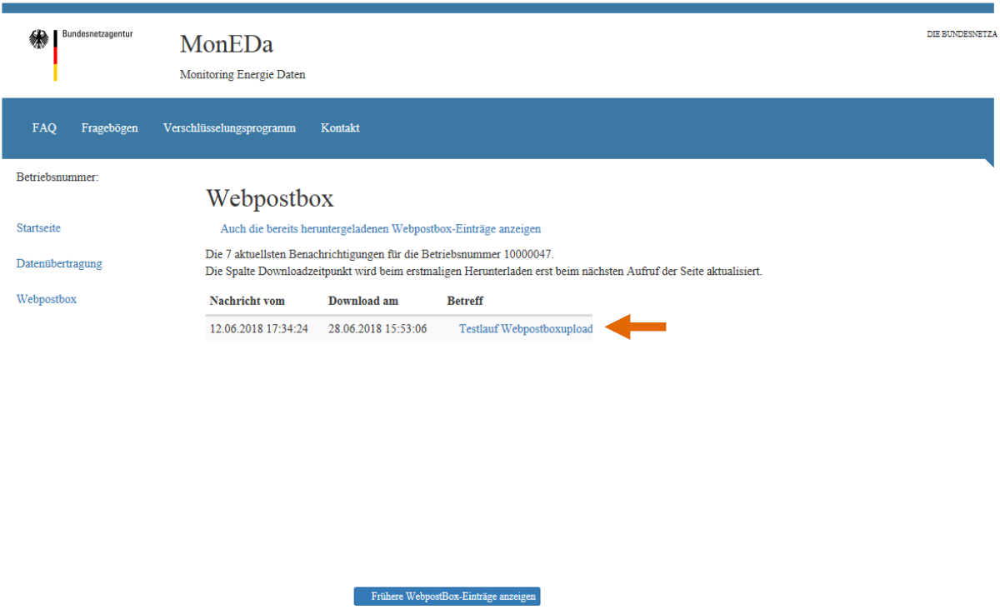 Bundesnetzagentur
MonEDa
DIE BUNDESNETZA
Monitoring Energie Daten
FAQ Fragebögen Verschlüsselungsprogramm Kontakt
Betriebsnummer:
Webpostbox
Startseite
Auch die bereits heruntergeladenen Webpostbox-Einträge anzeigen
Die 7 aktuellsten Benachrichtigungen für die Betriebsnummer 10000047.
Datenübertragung
Die Spalte Downloadzeitpunkt wird beim erstmaligen Herunterladen erst beim nächsten Aufruf der Seite aktualisiert.
Webpostbox
Nachricht vom Download am Betreff
12.06.2018 17:34:24 28.06.2018 15:53:06 Testlauf Webpostboxupload
Frühere WebpostBox-Einträge anzeigen